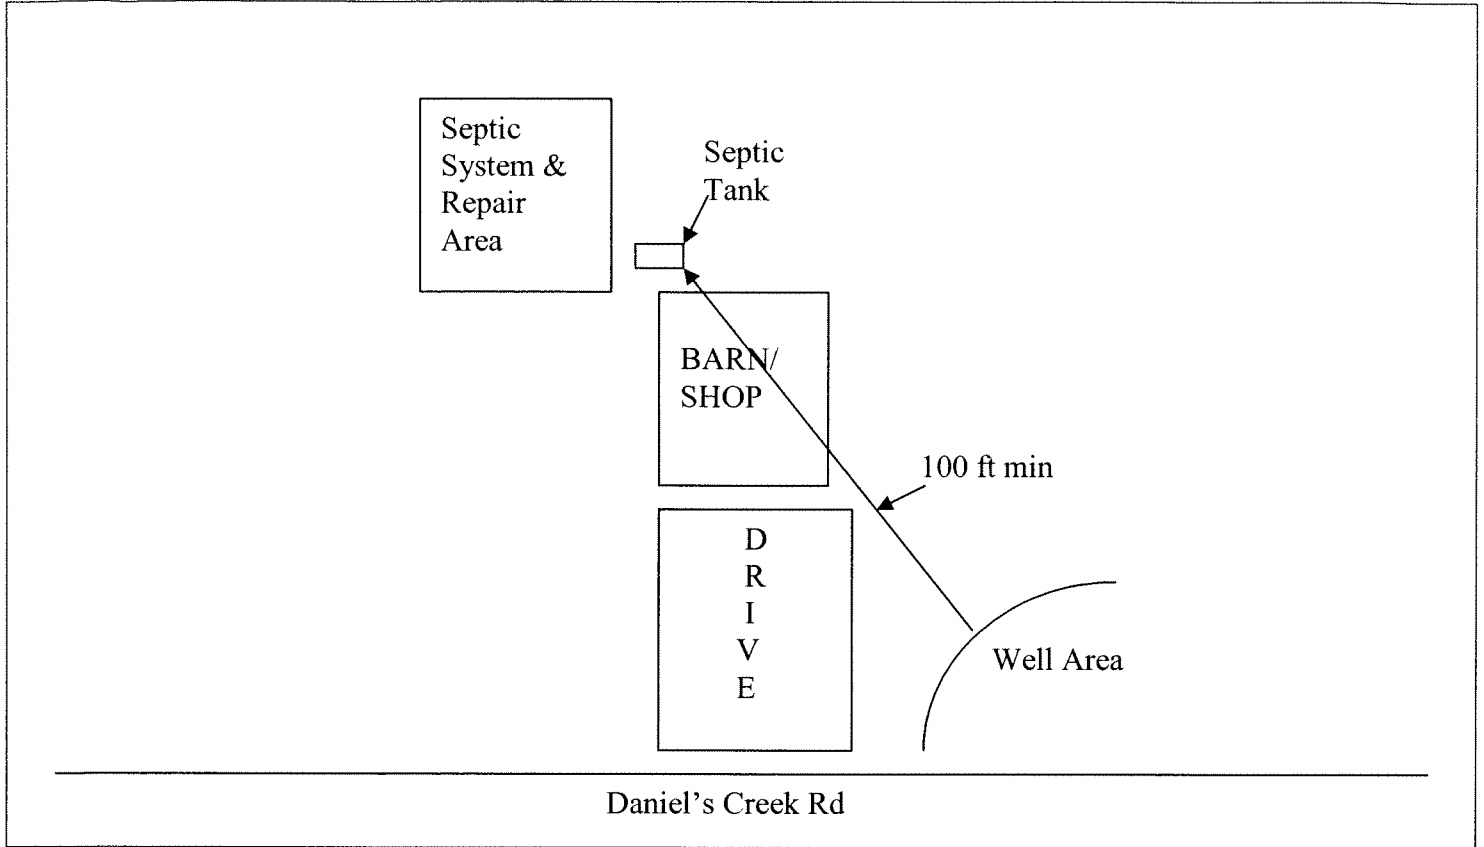 Septic
System &
Repair
Area
Septic
Tank
BARN/
SHOP
100 ft min
D
R
I
V
E
Well Area
Daniel's Creek Rd